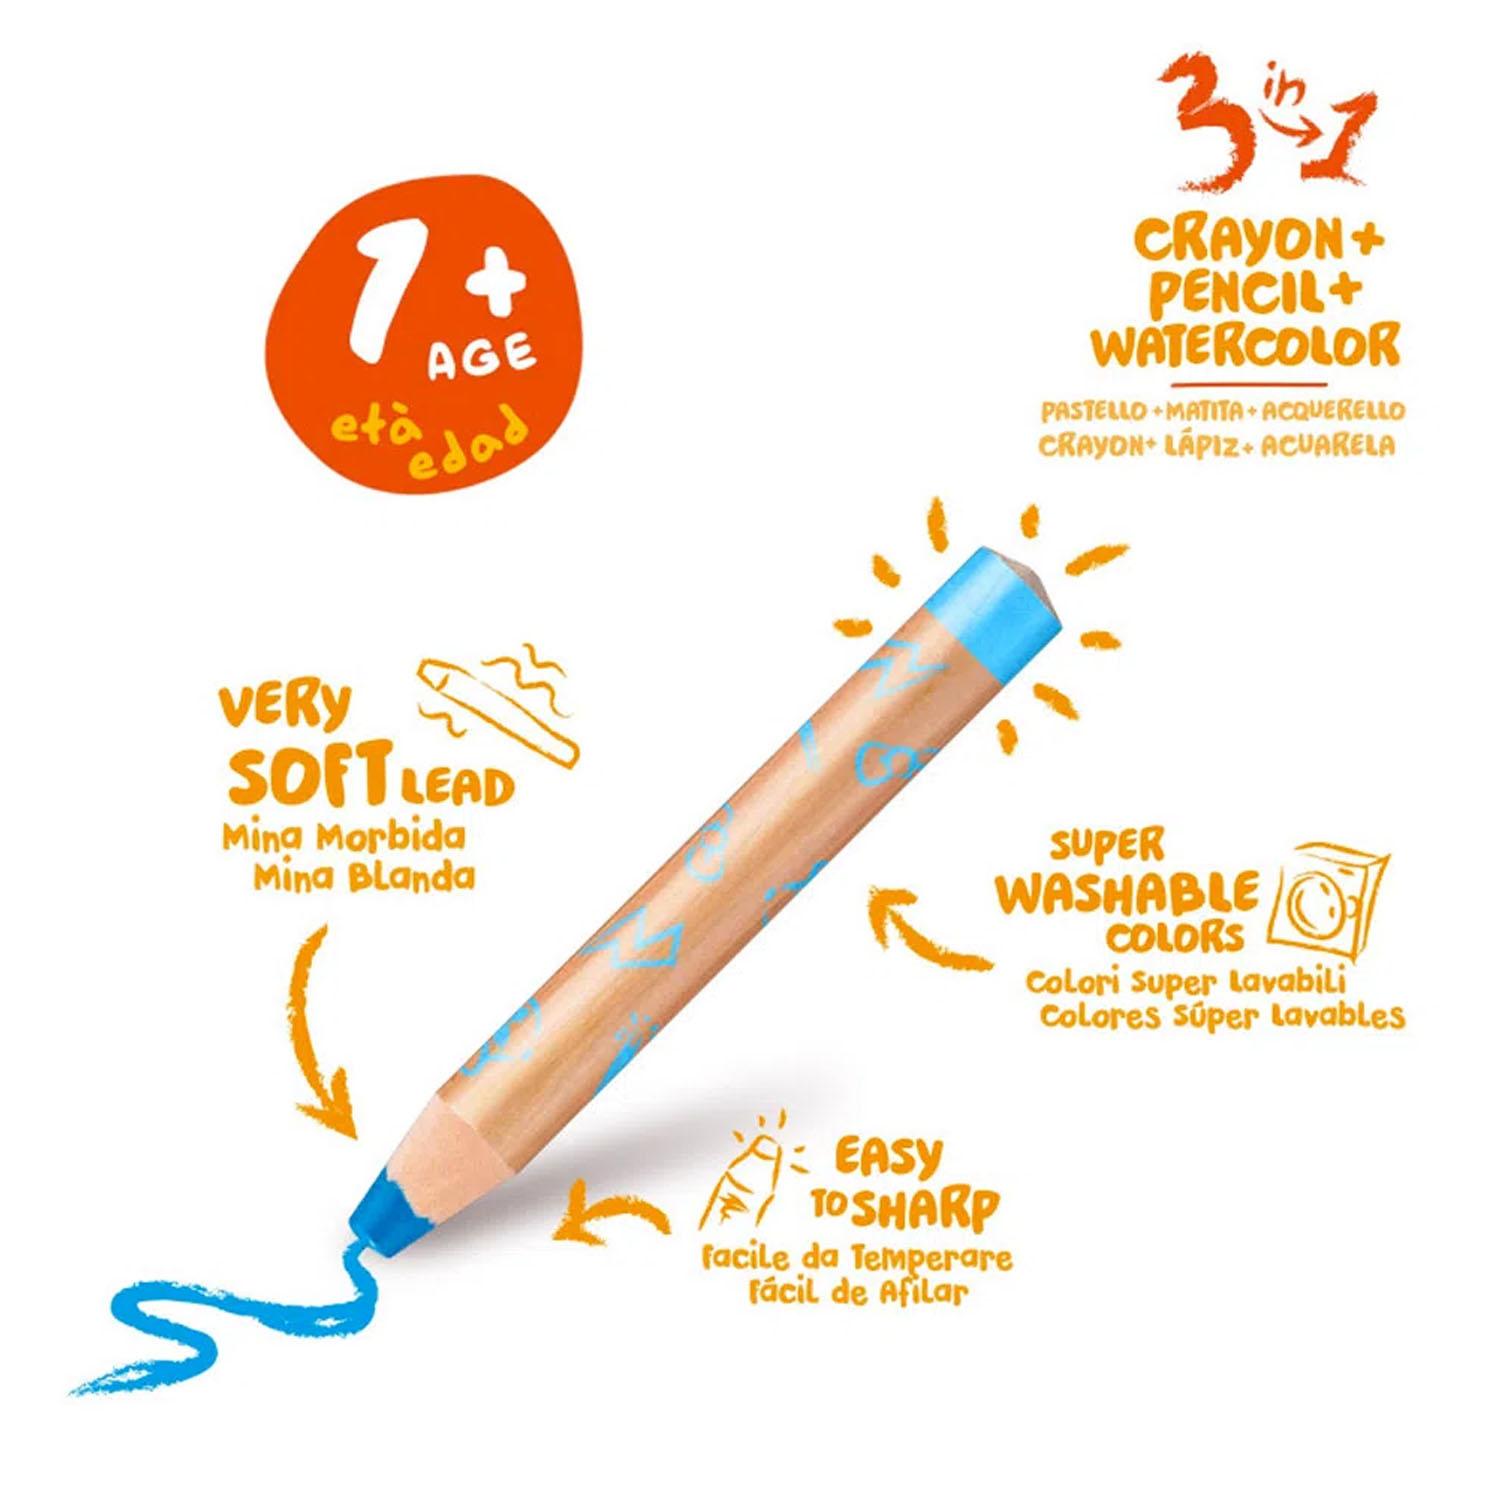 1+
AGE
età
edad
3 in 1
CRAYON+
PENCIL+
WATERCOLOR
PASTELLO + MATITA + ACQUERELLO
CRAYON+ LÁPIZ+ ACUARELA
VERY
SOFT LEAD
Mina Morbida
Mina Blanda
SUPER
WASHABLE
COLORS
Colori Super Lavabili
Colores Súper Lavables
EASY
TO SHARP
Facile da Temperare
Fácil de Afilar